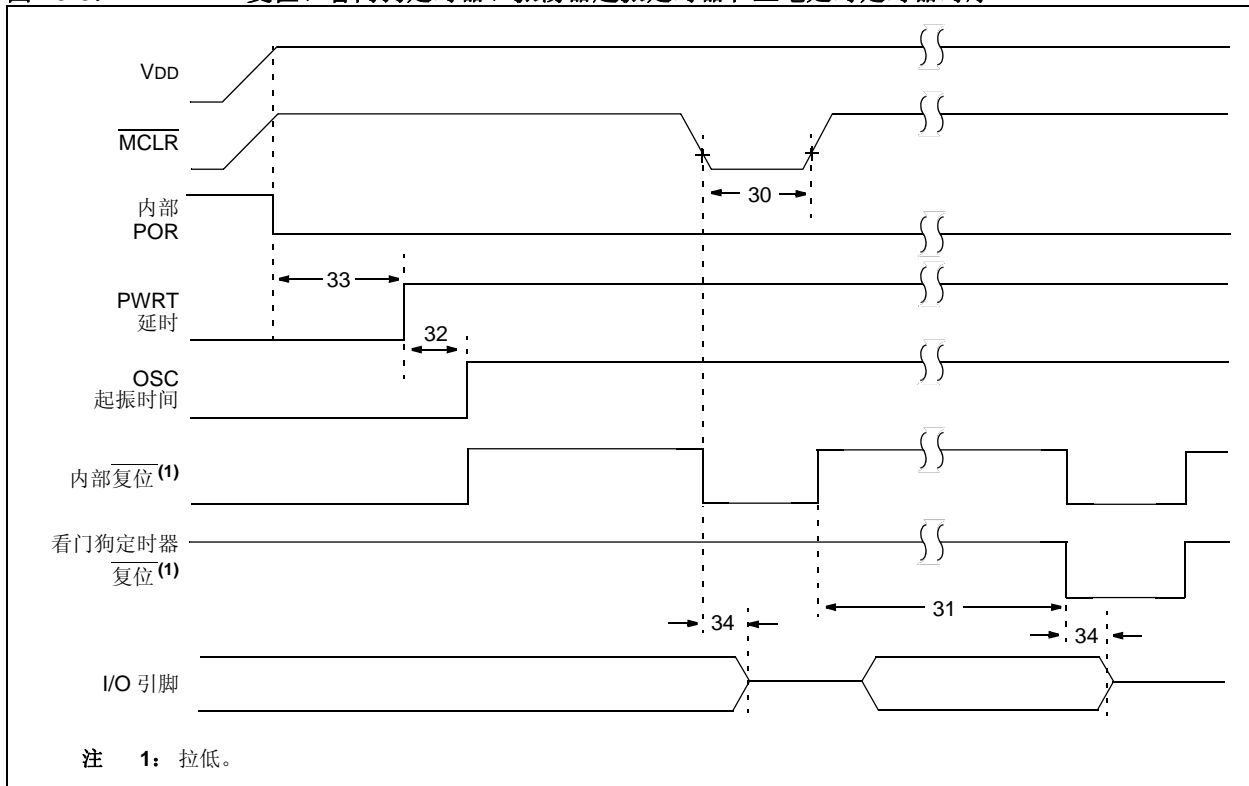 VDD
MCLR
30
内部
POR
33
PWRT
延时
32
OSC
起振时间
内部复位(1)
看门狗定时器
复位(1)
31
34
34
I/O 引脚
注 1: 拉低。